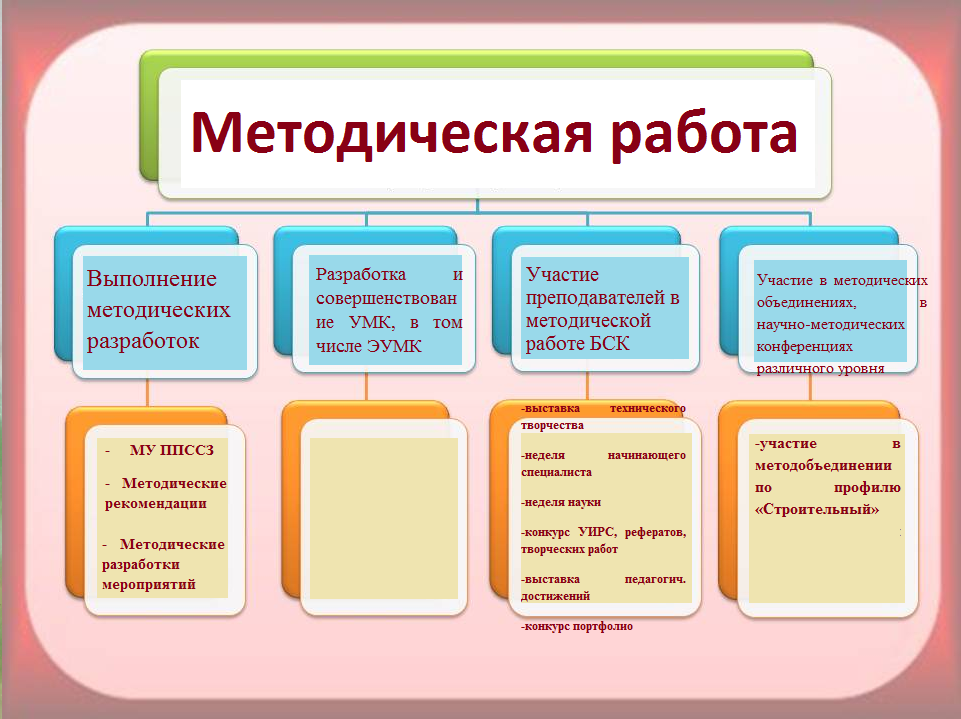 Методическая работа
Выполнение
методических
разработок
Разработка и
совершенствован
ие УМК, в том
числе ЭУМК
Участие
преподавателей в
методической
работе БСК
Участие в методических
объединениях, в
научно-методических
конференциях
различного уровня
- МУ ППССЗ
- Методические
рекомендации
- Методические
разработки
мероприятий
-выставка технического
творчества
-неделя начинающего
специалиста
-неделя науки
-конкурс УИРС, рефератов,
творческих работ
-выставка педагогич.
достижений
-конкурс портфолно
-участие в
методобъединении
по профилю
«Строительный»